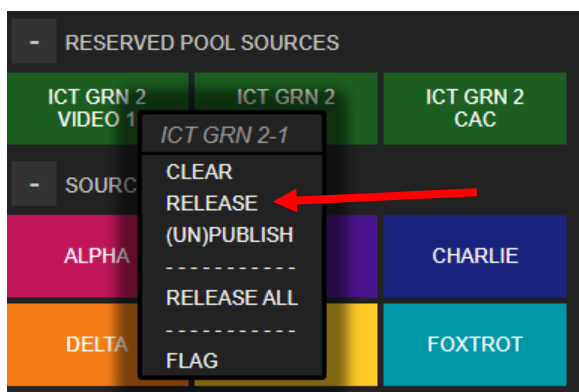 - RESERVED POOL SOURCES
ICT GRN 2
VIDEO 1
ICT GRN 2
ICT GRN 2
CAC
ICT GRN 2-1
CLEAR
RELEASE
(UN)PUBLISH
- - - - - - - - - - -
RELEASE ALL
- - - - - - - - - - -
FLAG
- SOURC
ALPHA
CHARLIE
DELTA
FOXTROT